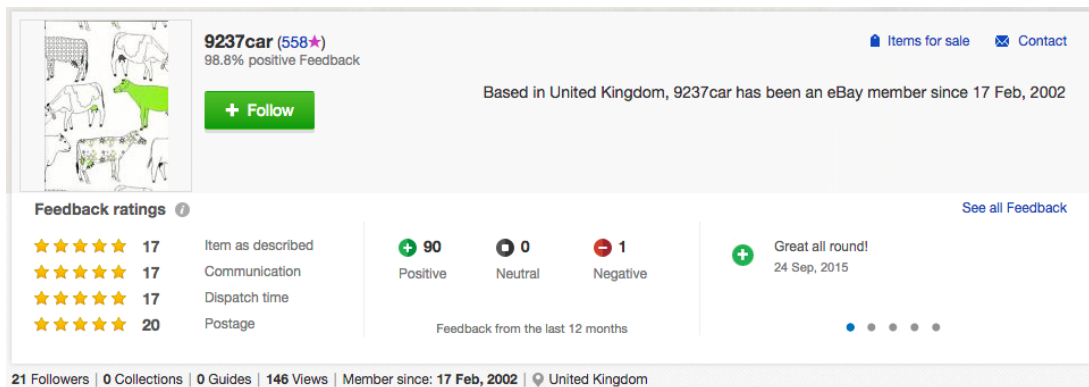 9237car (558★)
98.8% positive Feedback
+ Follow
Items for sale
Contact
Based in United Kingdom, 9237car has been an eBay member since 17 Feb, 2002
Feedback ratings
See all Feedback
17 Item as described
17 Communication
17 Dispatch time
20 Postage
90 Positive
0 Neutral
1 Negative
Feedback from the last 12 months
Great all round!
24 Sep, 2015
21 Followers | 0 Collections | 0 Guides | 146 Views | Member since: 17 Feb, 2002 | United Kingdom